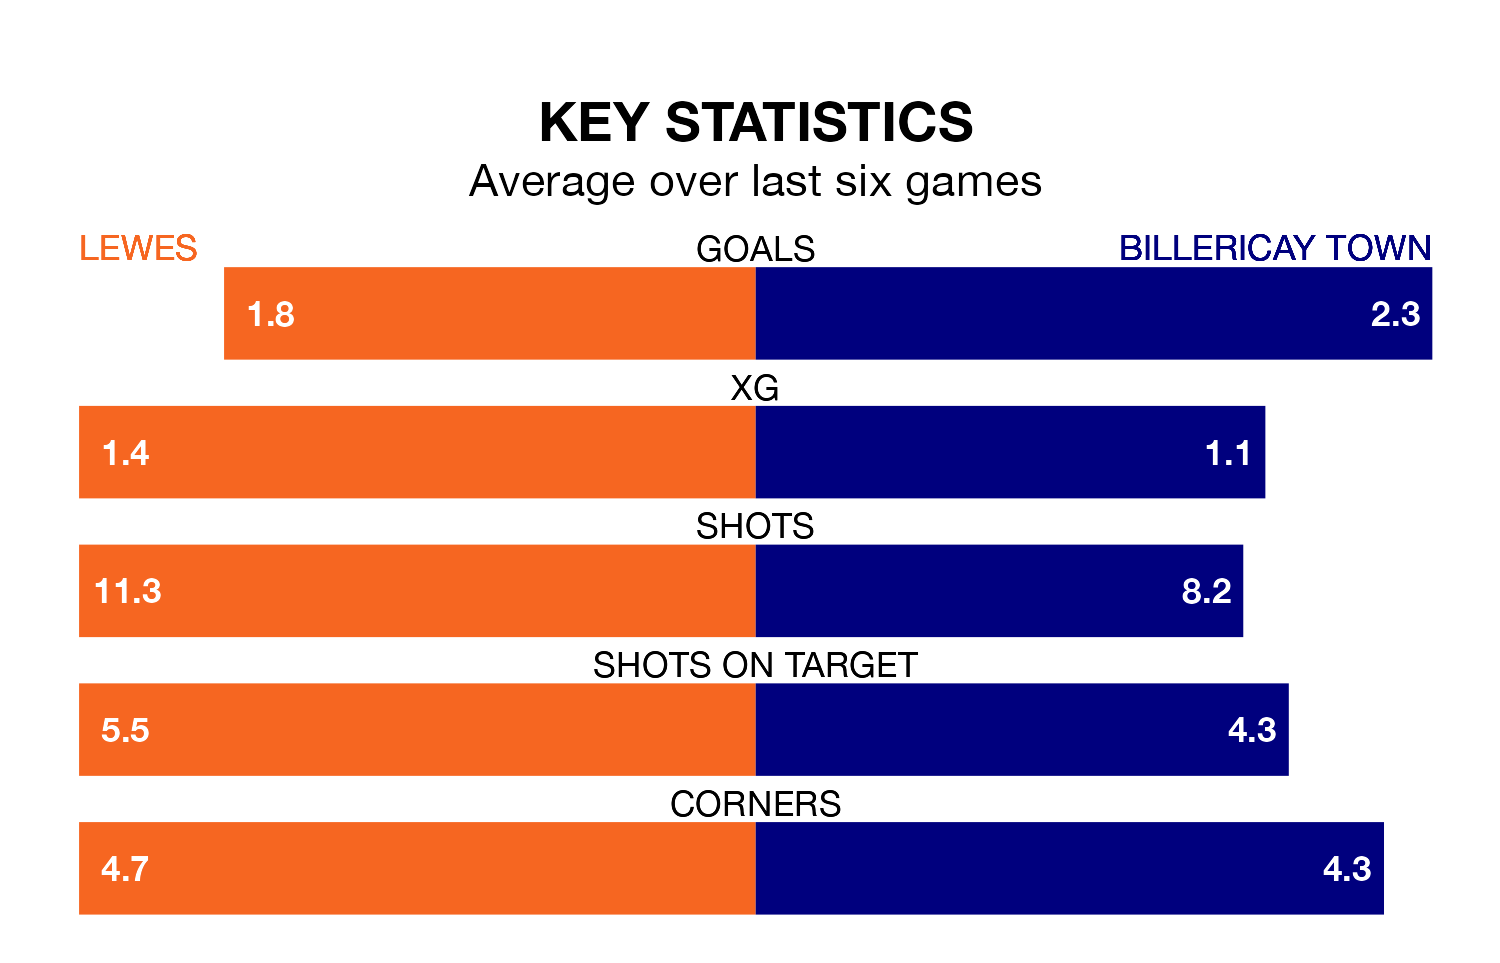 KEY STATISTICS
Average over last six games
LEWES GOALS BILLERICAY TOWN
1.8 2.3
XG
1.4 1.1
SHOTS
11.3 8.2
SHOTS ON TARGET
5.5 4.3
CORNERS
4.7 4.3